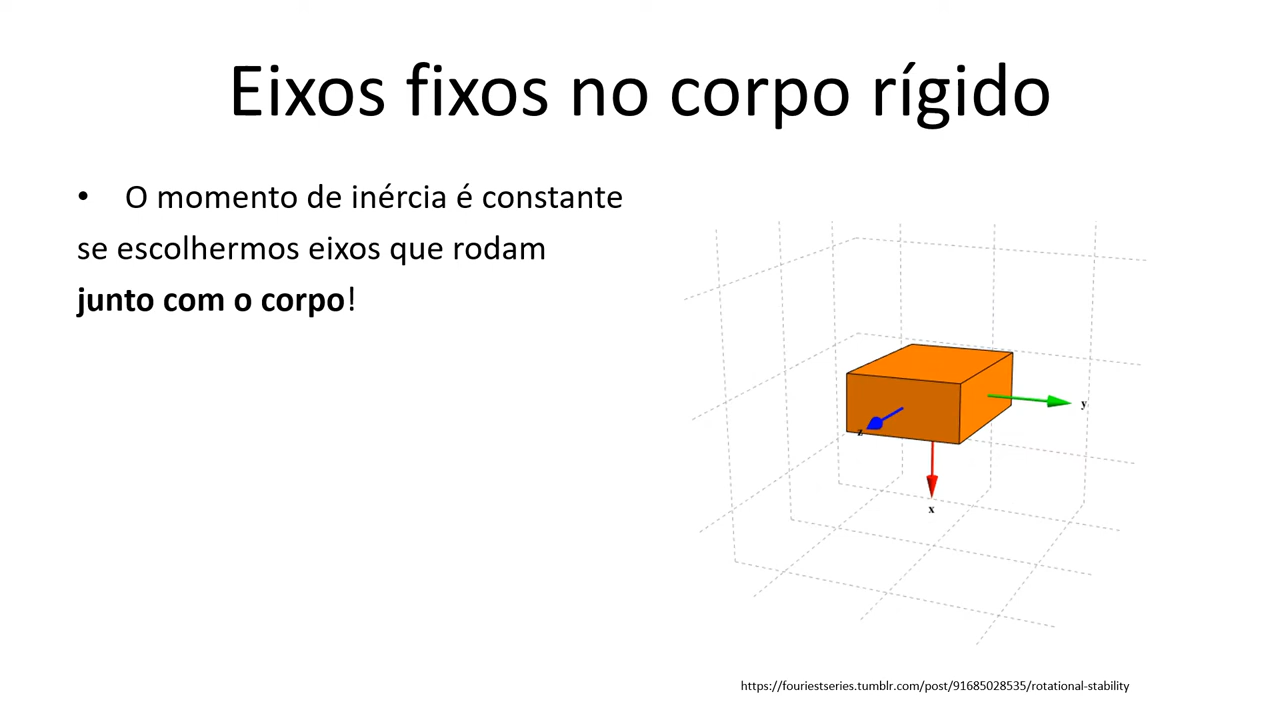 Eixos fixos no corpo rígido
• O momento de inércia é constante
se escolhermos eixos que rodam
junto com o corpo!
y
z
x
https://fouriestseries.tumblr.com/post/91685028535/rotational-stability